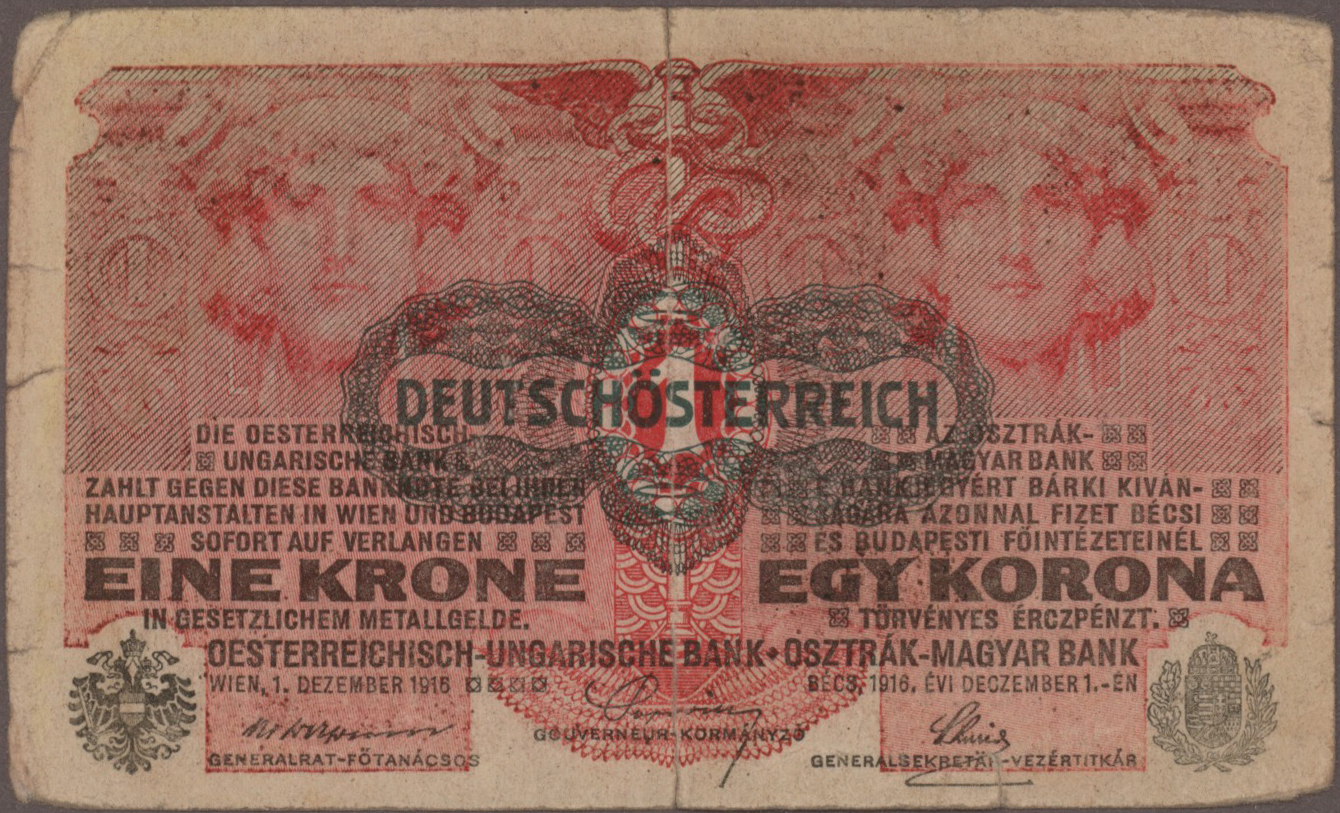 1
DEUTSCHÖSTERREICH
DIE OESTERREICHISCH-
UNGARISCHE BANK
ZAHLT GEGEN DIESE BANKNOTE BEI IHREN
HAUPTANSTALTEN IN WIEN UND BUDAPEST
SOFORT AUF VERLANGEN
EINE KRONE
IN GESETZLICHEM METALLGELDE.
AZ OSZTRÁK-
MAGYAR BANK
E BANKJEGYÉRT BÁRKI KIVÁN-
SÁGÁRA AZONNAL FIZET BÉCSI
ÉS BUDAPESTI FŐINTÉZETEINÉL
EGY KORONA
TÖRVÉNYES ÉRCZPÉNZT.
OESTERREICHISCH-UNGARISCHE BANK • OSZTRÁK-MAGYAR BANK
WIEN, 1. DEZEMBER 1916
BÉCS, 1916. ÉVI DECZEMBER 1.-ÉN
GENERALRAT-FŐTANÁCSOS
GOUVERNEUR-KORMÁNYZÓ
GENERALSEKRETÄR-VEZÉRTITKÁR